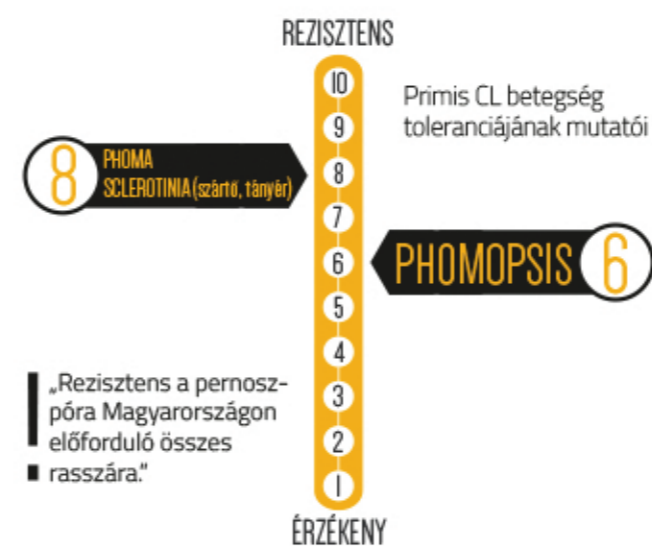 REZISZTENS
10
9
8
7
6
5
4
3
2
1
ÉRZÉKENY
Primis CL betegség
toleranciájának mutatói
8
PHOMA
SCLEROTINIA (szártő, tányér)
PHOMOPSIS 6
„Rezisztens a pernosz-
póra Magyarországon
előforduló összes
rasszára.”